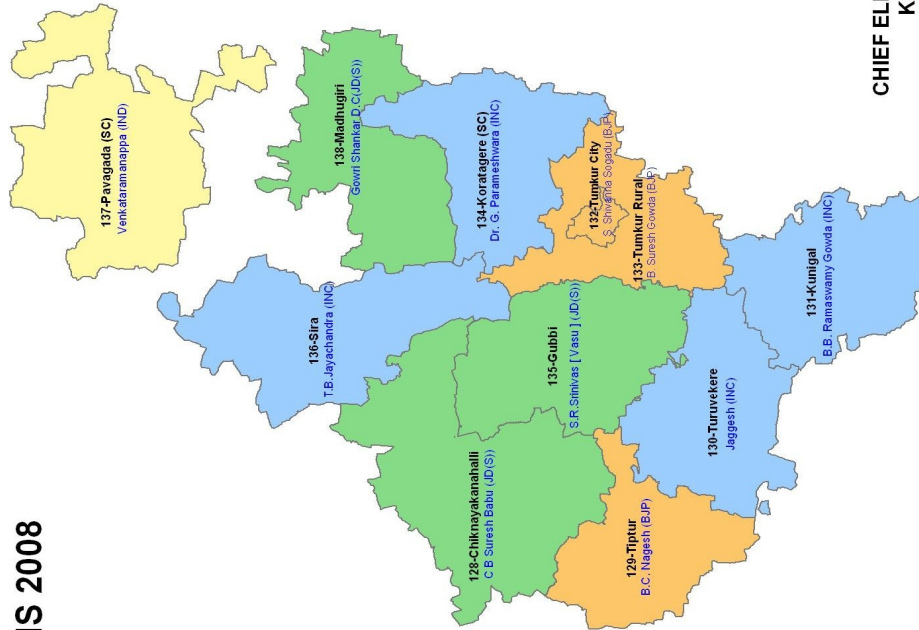 IS 2008
137-Pavagada (SC)
Venkataramanappa (IND)
138-Madhugiri
Gowri Shankar D.C(JD(S))
136-Sira
T.B.Jayachandra (INC)
134-Koratagere (SC)
Dr. G. Parameshwara (INC)
132-Tumkur City
S. Shivanna Sogadu (BJP)
133-Tumkur Rural
B. Suresh Gowda (BJP)
135-Gubbi
S.R.Srinivas [ Vasu ] (JD(S))
128-Chiknayakanahalli
C B Suresh Babu (JD(S))
131-Kunigal
B.B. Ramaswamy Gowda (INC)
130-Turuvekere
Jaggesh (INC)
129-Tiptur
B.C. Nagesh (BJP)
CHIEF EL
K